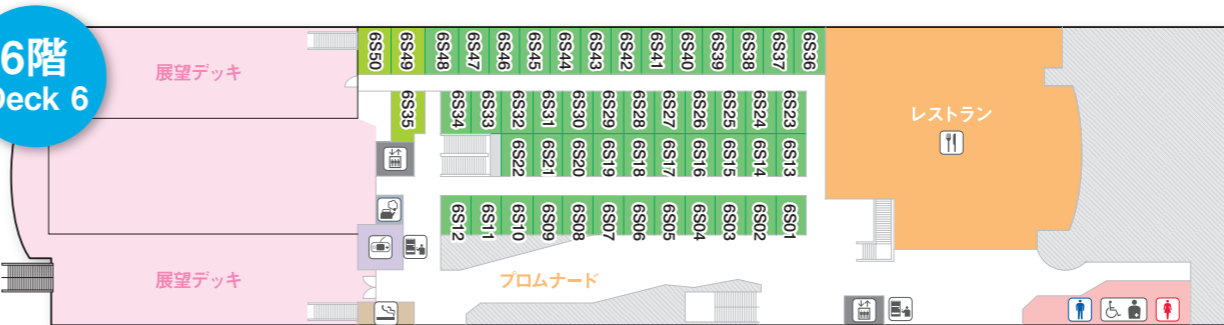 6階
Deck 6
展望デッキ
6S50 6S49 6S48 6S47 6S46 6S45 6S44 6S43 6S42 6S41 6S40 6S39 6S38 6S37 6S36
6S35 6S34 6S33 6S32 6S31 6S30 6S29 6S28 6S27 6S26 6S25 6S24 6S23
レストラン
6S22 6S21 6S20 6S19 6S18 6S17 6S16 6S15 6S14 6S13
6S12 6S11 6S10 6S09 6S08 6S07 6S06 6S05 6S04 6S03 6S02 6S01
展望デッキ
プロムナード